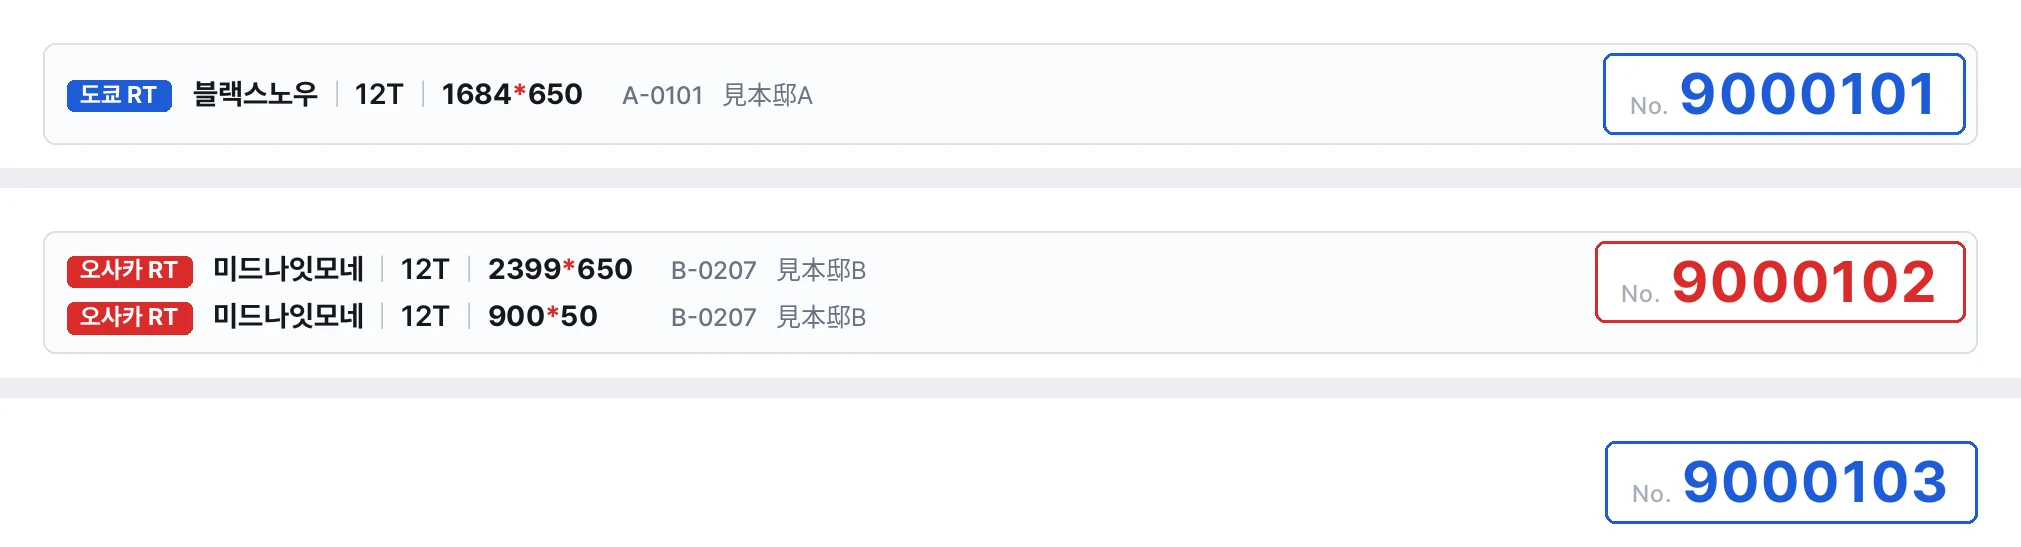 도쿄 RT 블랙스노우 12T 1684*650 A-0101 見本邸A No. 9000101
오사카 RT 미드나잇모네 12T 2399*650 B-0207 見本邸B No. 9000102
오사카 RT 미드나잇모네 12T 900*50 B-0207 見本邸B
No. 9000103